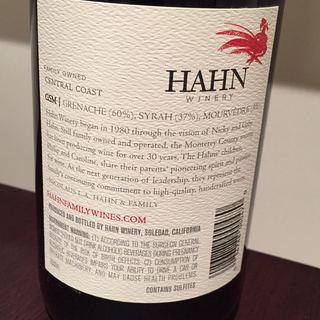 HAHN
WINERY
FAMILY OWNED
CENTRAL COAST
GSM | GRENACHE (60%), SYRAH (37%), MOURVÈDRE
Hahn Winery began in 1980 through the vision of Nicky and Gaby
Hahn. Still family owned and operated, the Monterey County
been producing wine for over 30 years. The Hahns' children,
Philip and Caroline, share their parents' pioneering spirit and passion
for wine. As the next generation of leadership, they represent the
family's continuing commitment to high-quality, handcrafted wines.
NICOLAUS L.A. HAHN & FAMILY
HAHNFAMILYWINES.COM
PRODUCED AND BOTTLED BY HAHN WINERY, SOLEDAD, CALIFORNIA
GOVERNMENT WARNING: (1) ACCORDING TO THE SURGEON GENERAL,
SHOULD NOT DRINK ALCOHOLIC BEVERAGES DURING PREGNANCY
OF THE RISK OF BIRTH DEFECTS. (2) CONSUMPTION OF
BEVERAGES IMPAIRS YOUR ABILITY TO DRIVE A CAR OR
MACHINERY, AND MAY CAUSE HEALTH PROBLEMS
CONTAINS SULFITES